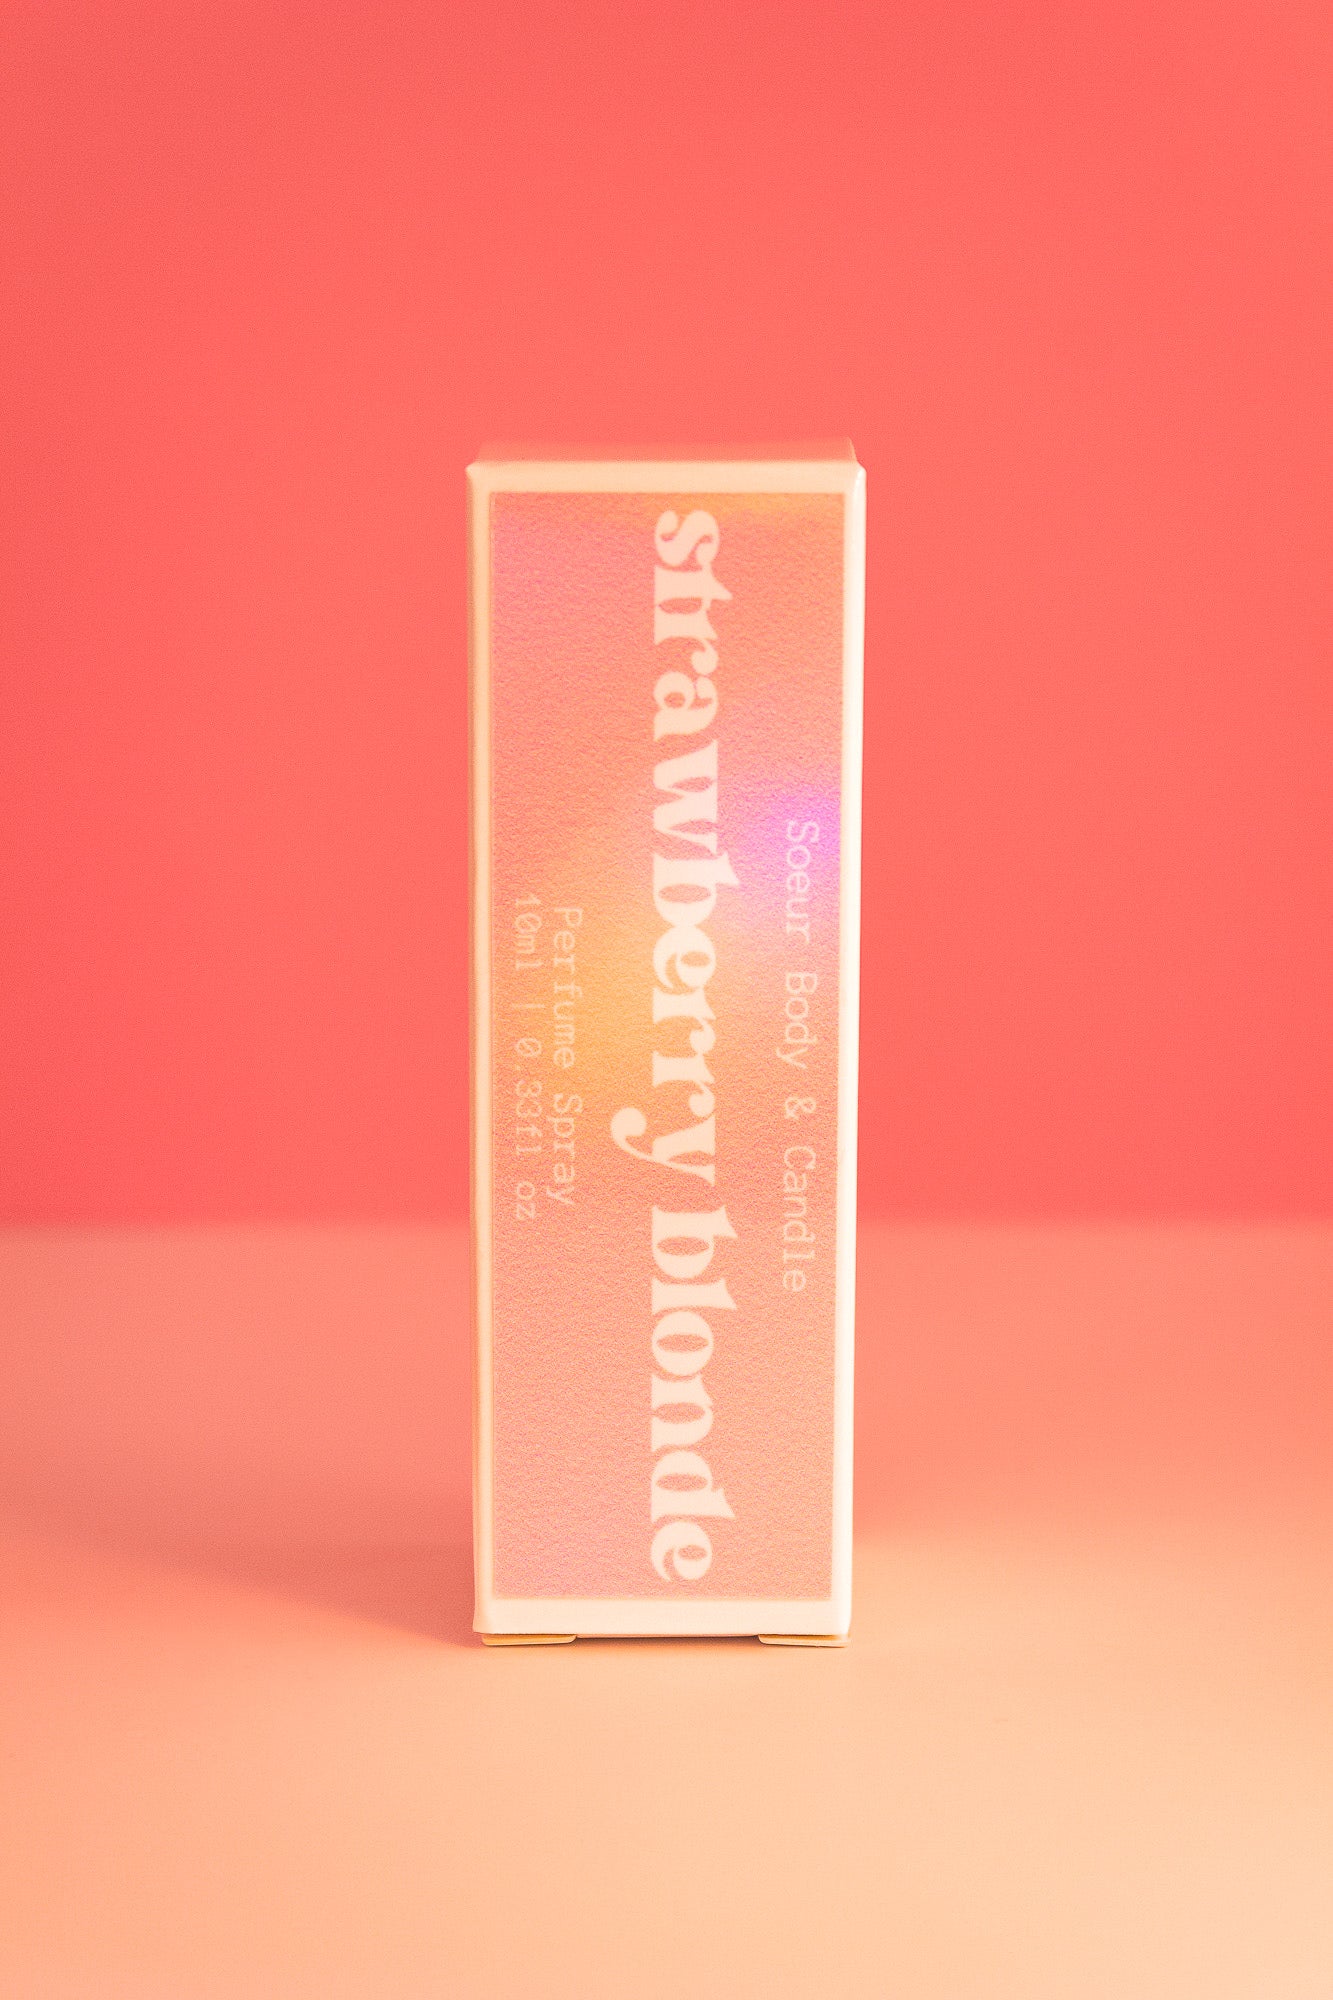 Soeur Body & Candle
strawberry blonde
Perfume Spray
10ml | 0.33fl oz